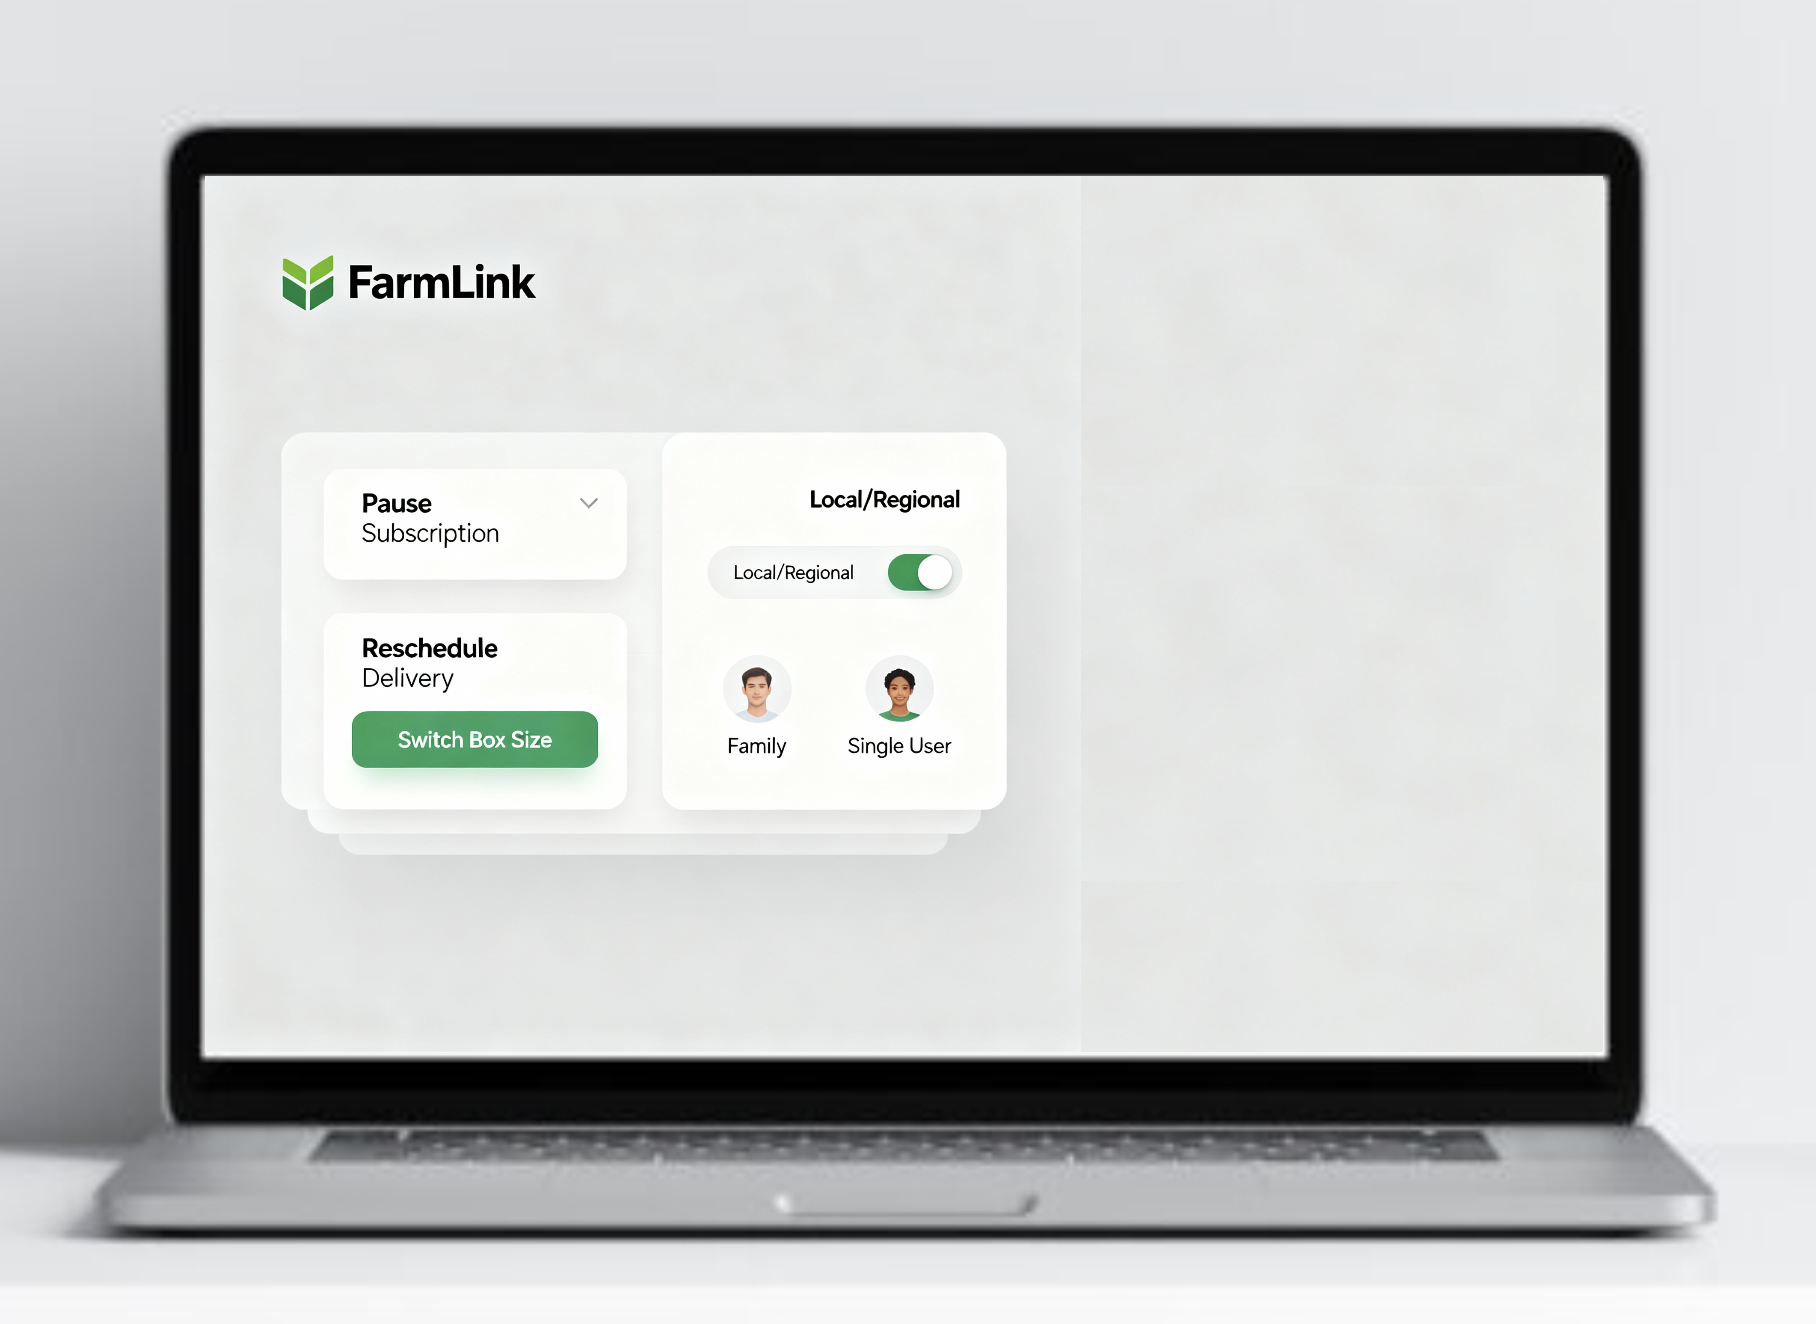 FarmLink
Pause
Subscription
Reschedule
Delivery
Switch Box Size
Local/Regional
Local/Regional
Family
Single User